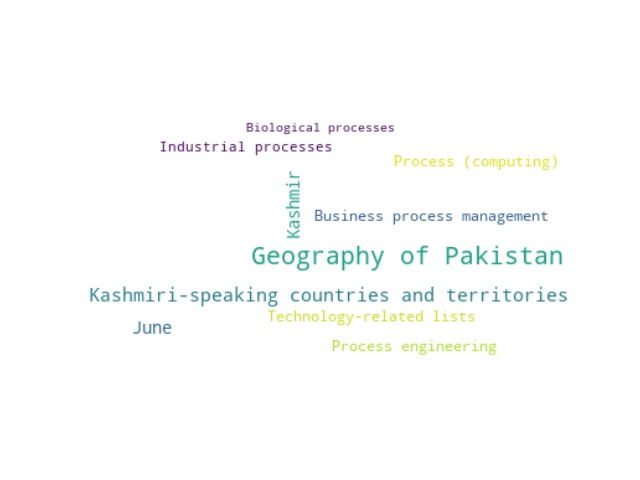 Biological processes
Industrial processes
Process (computing)
Kashmir
Business process management
Geography of Pakistan
Kashmiri-speaking countries and territories
Technology-related lists
June
Process engineering